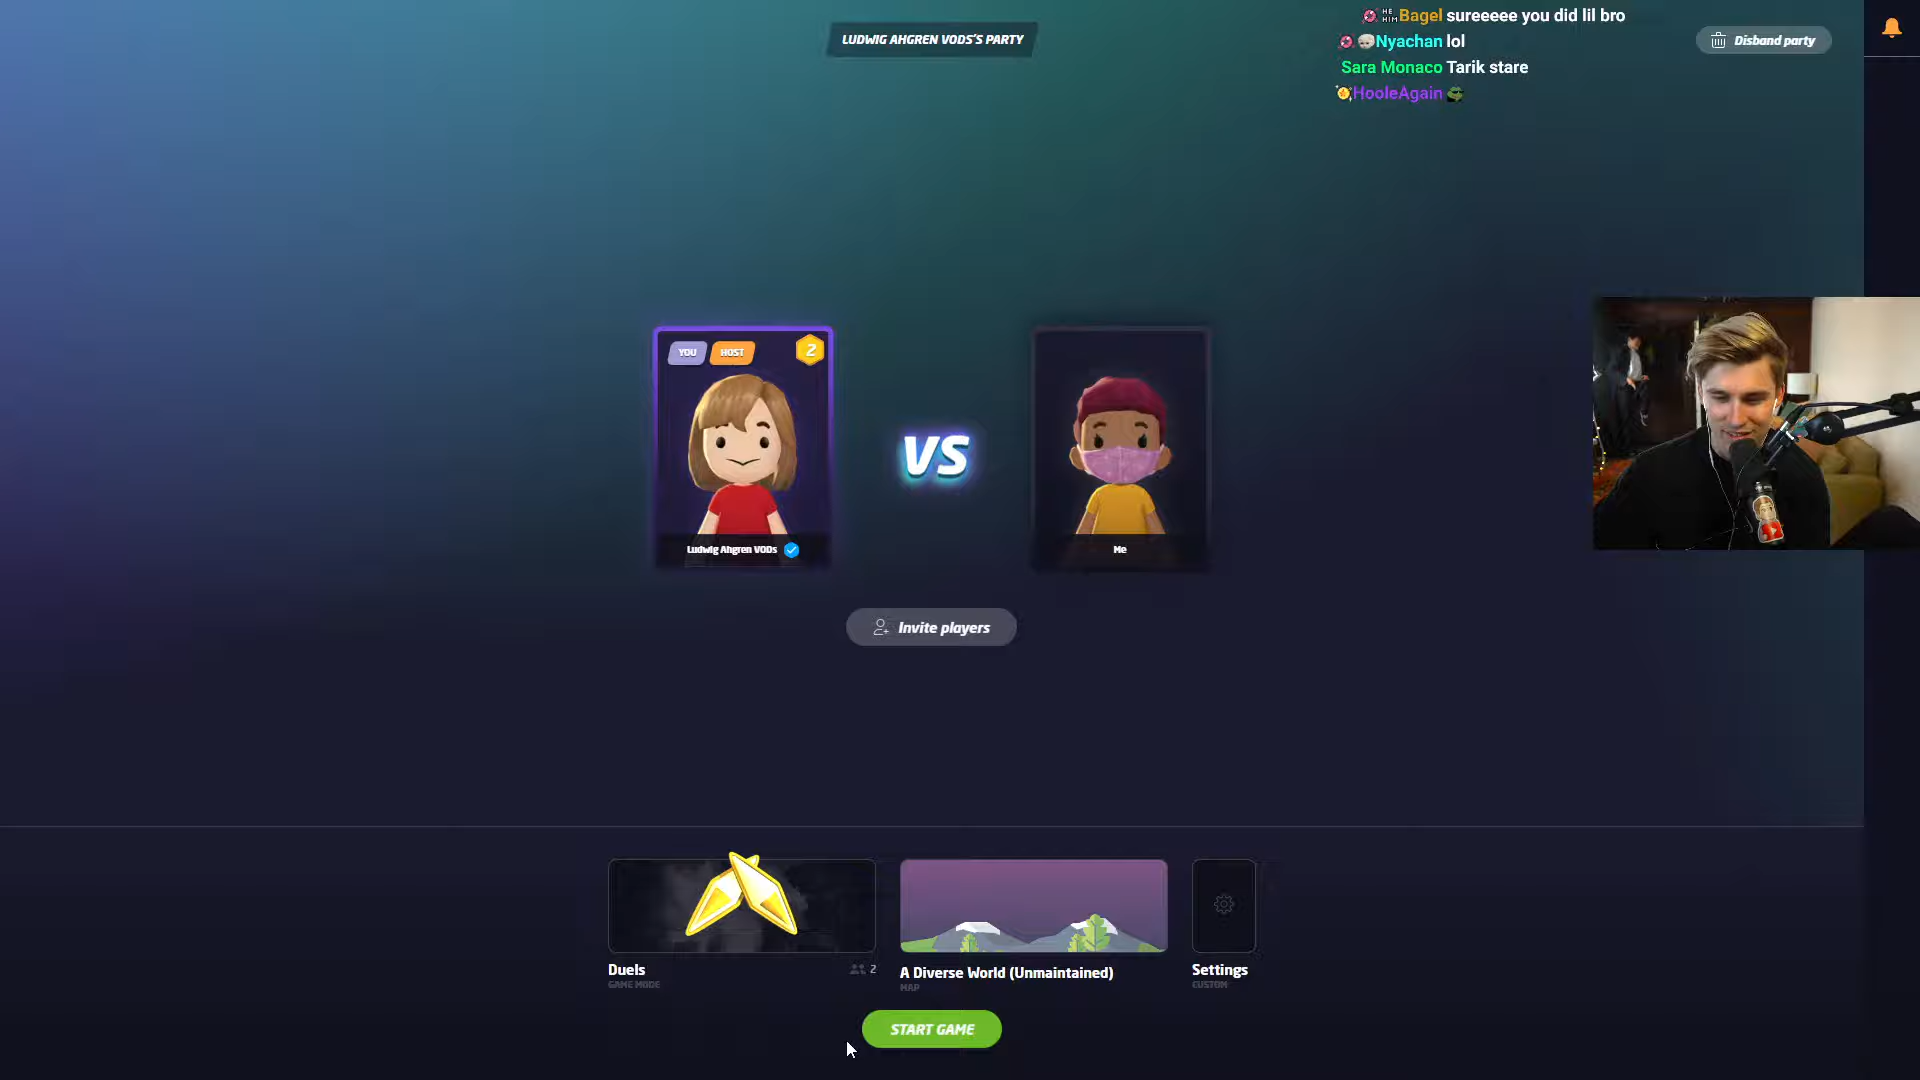 LUDWIG AHGREN VODS'S PARTY
HE HIM Bagel sureeeee you did lil bro
Nyachan lol
Sara Monaco Tarik stare
HooleAgain
Disband party
YOU
HOST
2
Ludwig Ahgren VODs
VS
Me
Invite players
Duels
2
GAME MODE
A Diverse World (Unmaintained)
MAP
Settings
CUSTOM
START GAME